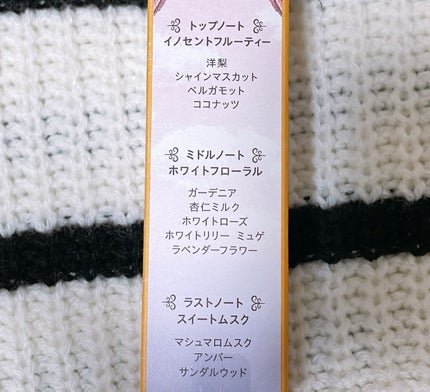 トップノート
イノセントフルーティー
洋梨
シャインマスカット
ベルガモット
ココナッツ
ミドルノート
ホワイトフローラル
ガーデニア
杏仁ミルク
ホワイトローズ
ホワイトリリー ミュゲ
ラベンダーフラワー
ラストノート
スイートムスク
マシュマロムスク
アンバー
サンダルウッド